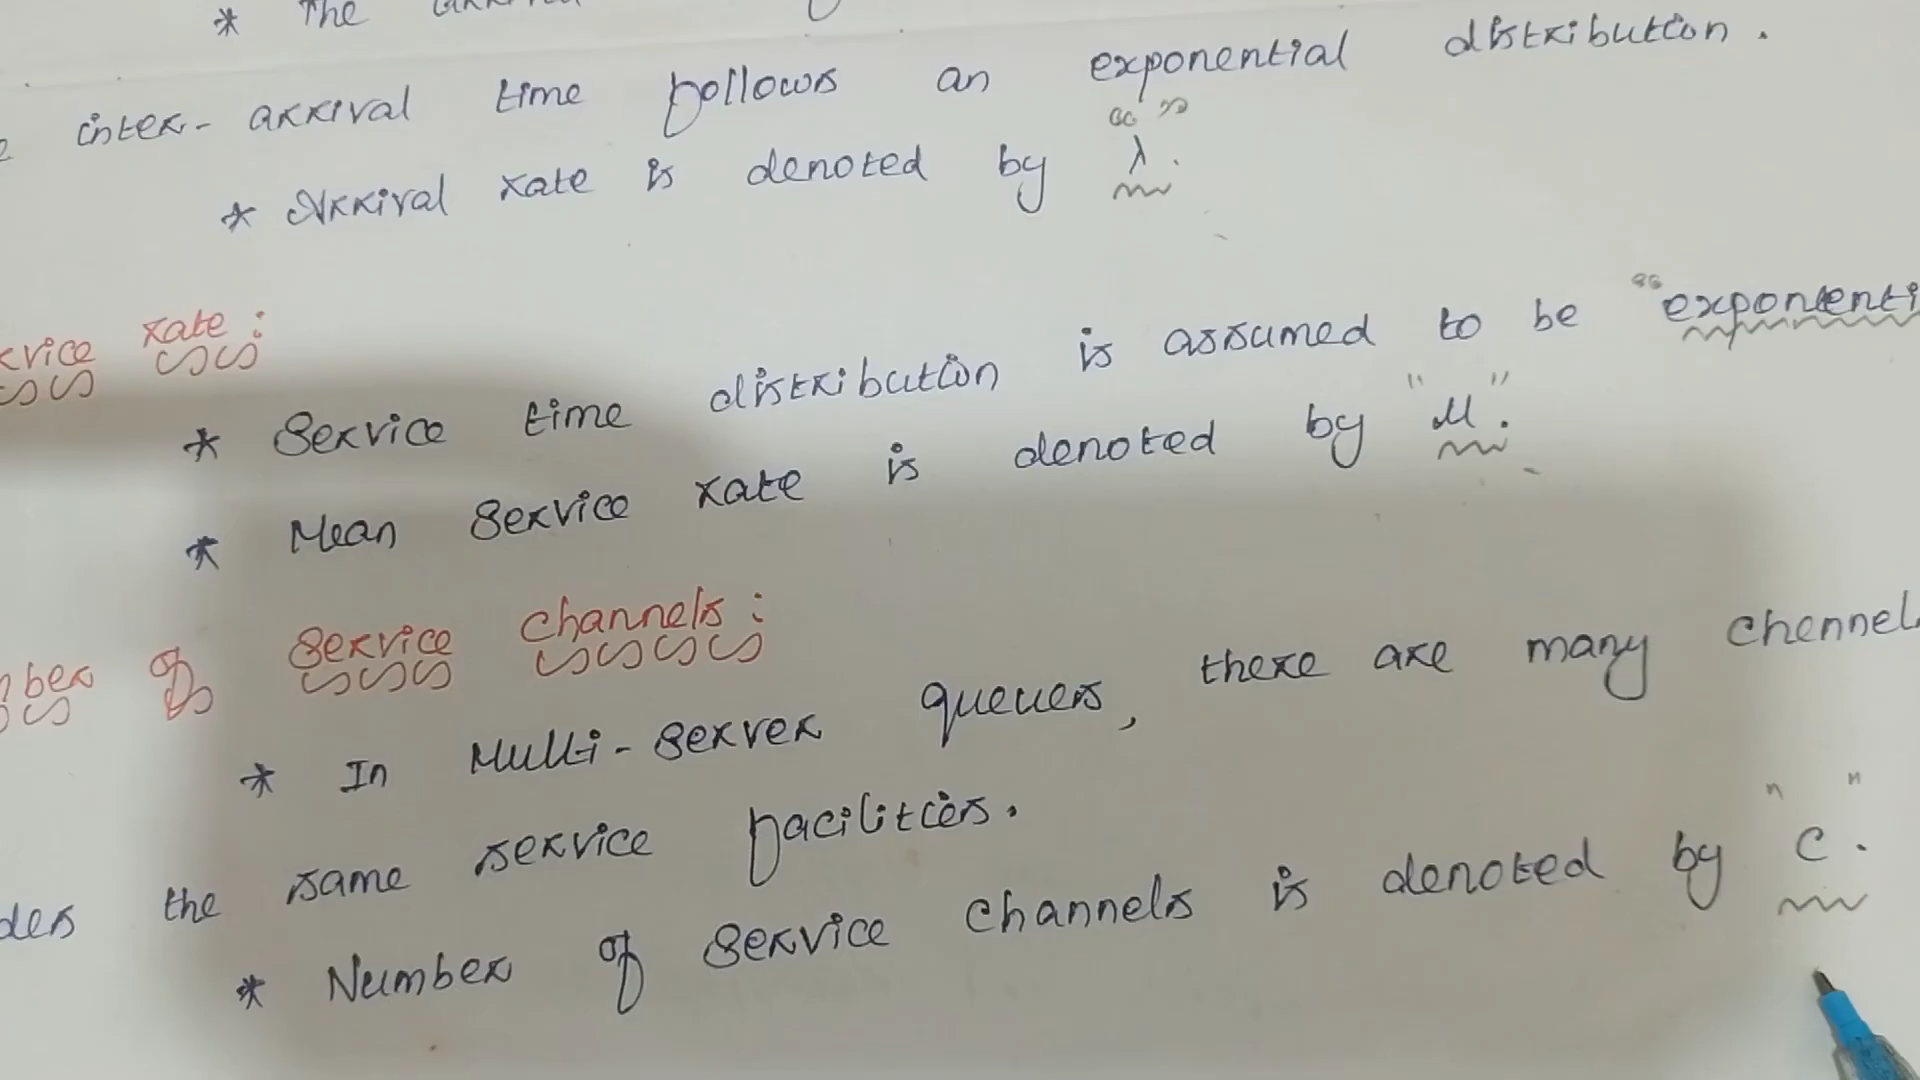 * The
inter-arrival time follows an exponential distribution.
* Arrival rate is denoted by "λ".
rvice rate:
* Service time distribution is assumed to be "exponenti
* Mean service rate is denoted by "μ".
ber of service channels:
* In Multi-server queues, there are many chennel
des the same service facilities.
* Number of service channels is denoted by "c".